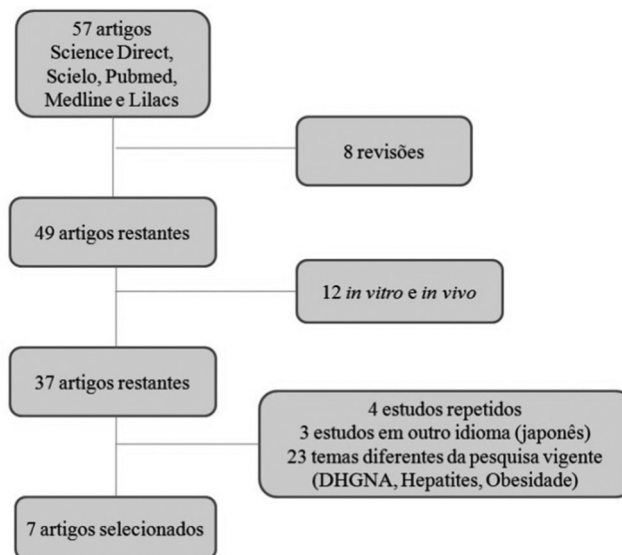 57 artigos
Science Direct,
Scielo, Pubmed,
Medline e Lilacs
8 revisões
49 artigos restantes
12 in vitro e in vivo
37 artigos restantes
4 estudos repetidos
3 estudos em outro idioma (japonês)
23 temas diferentes da pesquisa vigente
(DHGNA, Hepatites, Obesidade)
7 artigos selecionados